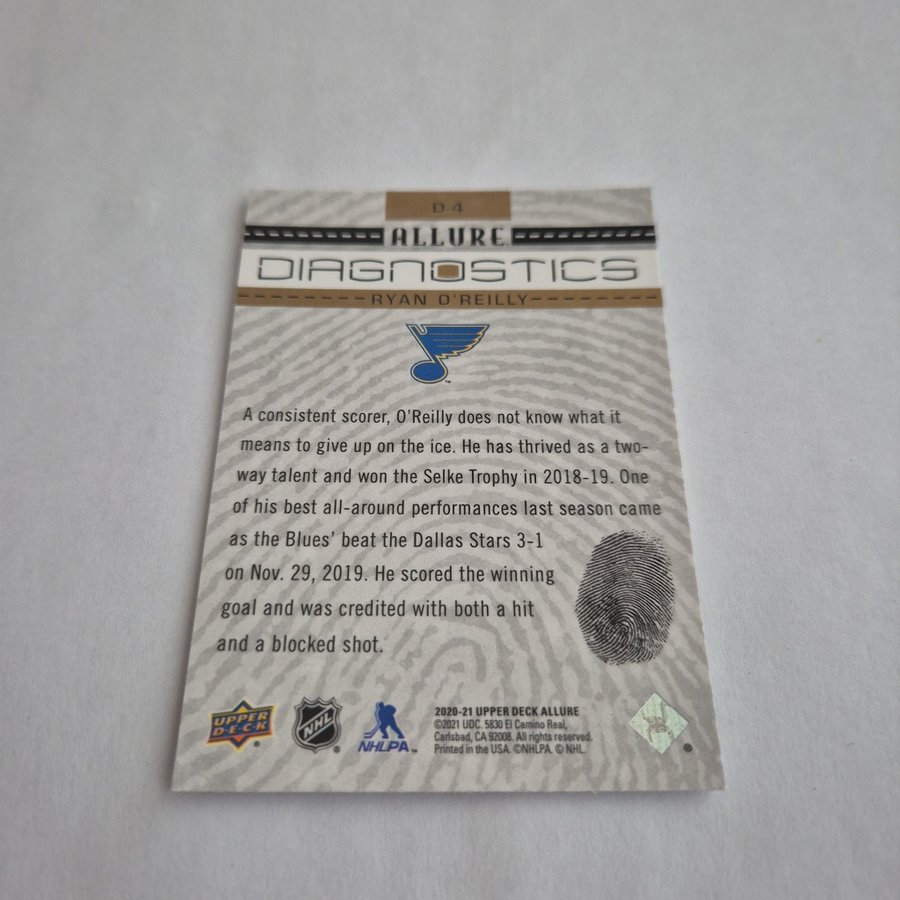 D4
ALLURE
DIAGNOSTICS
RYAN O'REILLY
TM
A consistent scorer, O'Reilly does not know what it
means to give up on the ice. He has thrived as a two-
way talent and won the Selke Trophy in 2018-19. One
of his best all-around performances last season came
as the Blues' beat the Dallas Stars 3-1
on Nov. 29, 2019. He scored the winning
goal and was credited with both a hit
and a blocked shot.
UPPER
D·E·C·K
®
NHL
®
NHLPA
TM
2020-21 UPPER DECK ALLURE
©2021 UDC. 5830 El Camino Real,
Carlsbad, CA 92008. All rights reserved.
Printed in the USA. ©NHLPA. © NHL.
®